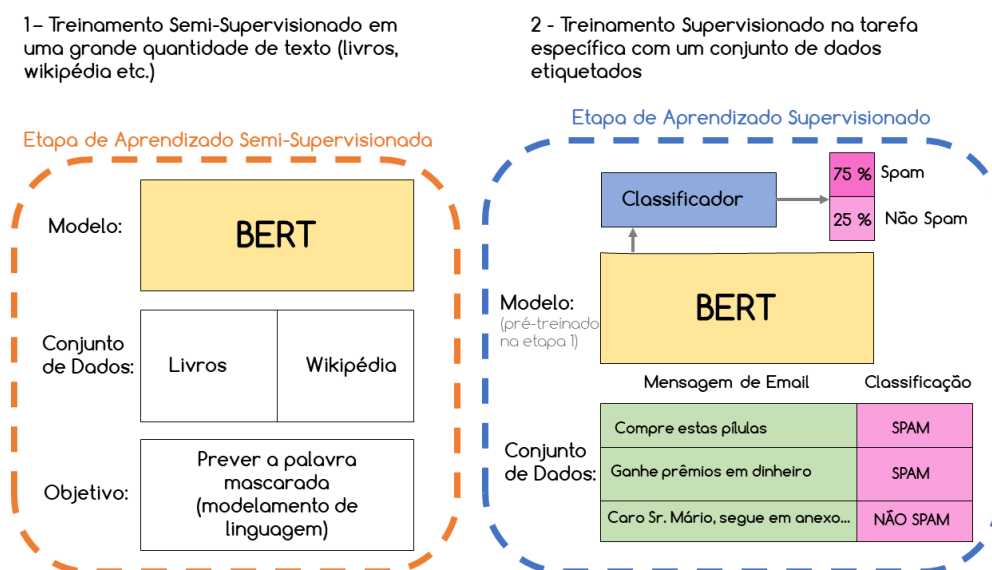 1- Treinamento Semi-Supervisionado em
uma grande quantidade de texto (livros,
wikipédia etc.)
Etapa de Aprendizado Semi-Supervisionada
Modelo:
BERT
Conjunto
de Dados:
Livros
Wikipédia
Objetivo:
Prever a palavra
mascarada
(modelamento de
linguagem)
2 - Treinamento Supervisionado na tarefa
específica com um conjunto de dados
etiquetados
Etapa de Aprendizado Supervisionado
Classificador
75 % Spam
25 % Não Spam
Modelo:
(pré-treinado
na etapa 1)
BERT
Mensagem de Email
Classificação
Conjunto
de Dados:
Compre estas pílulas
SPAM
Ganhe prêmios em dinheiro
SPAM
Caro Sr. Mário, segue em anexo...
NÃO SPAM